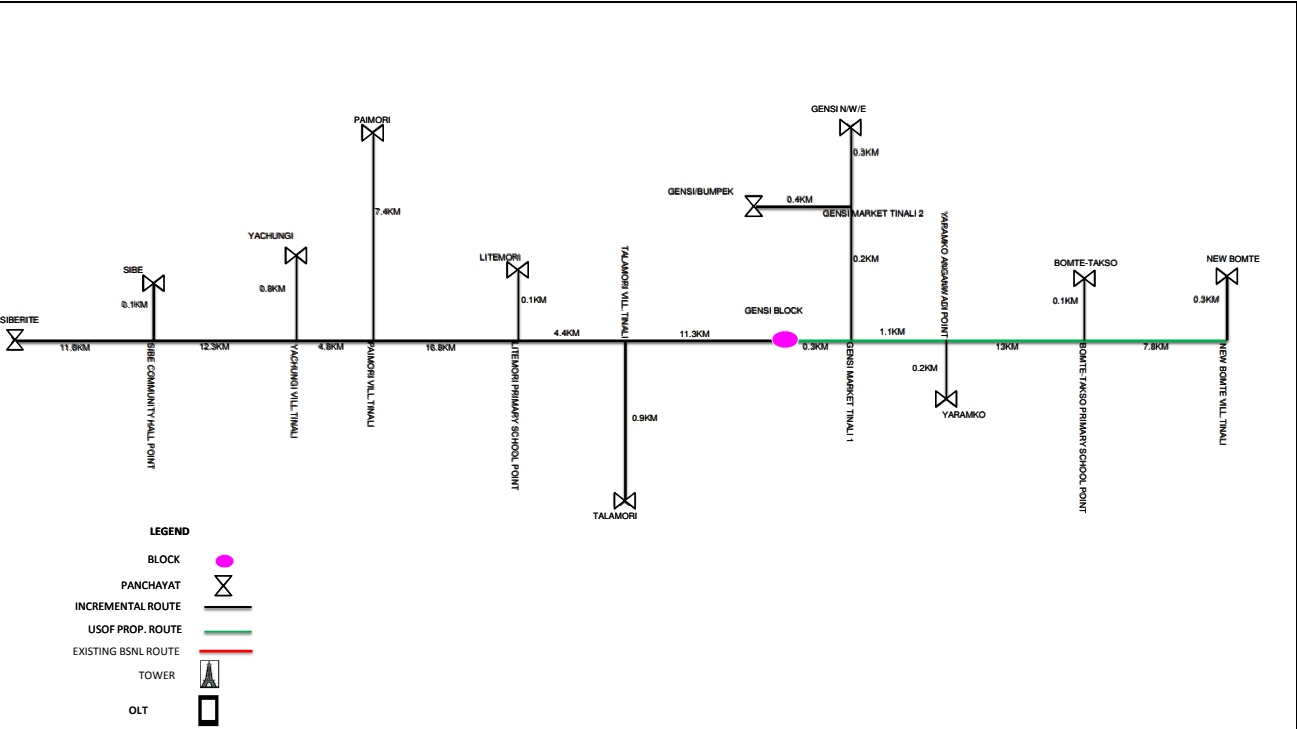 GENSI N/W/E
PAIMORI
0.3KM
GENSI/BUMPEK
0.4KM
7.4KM
GENSI MARKET TINALI 2
YARAMKO ANGANWADI POINT
YACHUNGI
TALAMORI VILL TINALI
LITEMORI
0.2KM
BOMTE-TAKSO
NEW BOMTE
SIBE
0.8KM
0.1KM
0.1KM
0.1KM
0.3KM
GENSI BLOCK
SIBERITE
4.4KM
11.3KM
1.1KM
11.6KM
12.3KM
4.8KM
16.8KM
0.3KM
13KM
7.8KM
SIBE COMMUNITY HALL POINT
YACHUNGI VILL TINALI
PAIMORI VILL TINALI
LITEMORI PRIMARY SCHOOL POINT
GENSI MARKET TINALI 1
BOMTE-TAKSO PRIMARY SCHOOL POINT
NEW BOMTE VILL TINALI
0.2KM
YARAMKO
0.9KM
TALAMORI
LEGEND
BLOCK
PANCHAYAT
INCREMENTAL ROUTE
USOF PROP. ROUTE
EXISTING BSNL ROUTE
TOWER
OLT